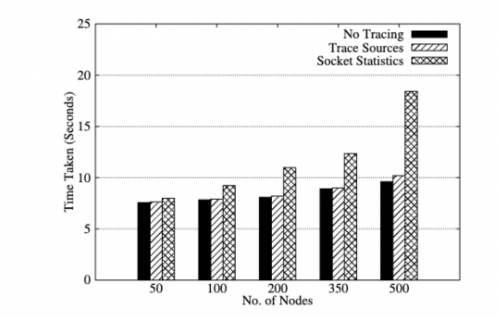 25
20
15
10
5
0
Time Taken (Seconds)
No Tracing
Trace Sources
Socket Statistics
50 100 200 350 500
No. of Nodes